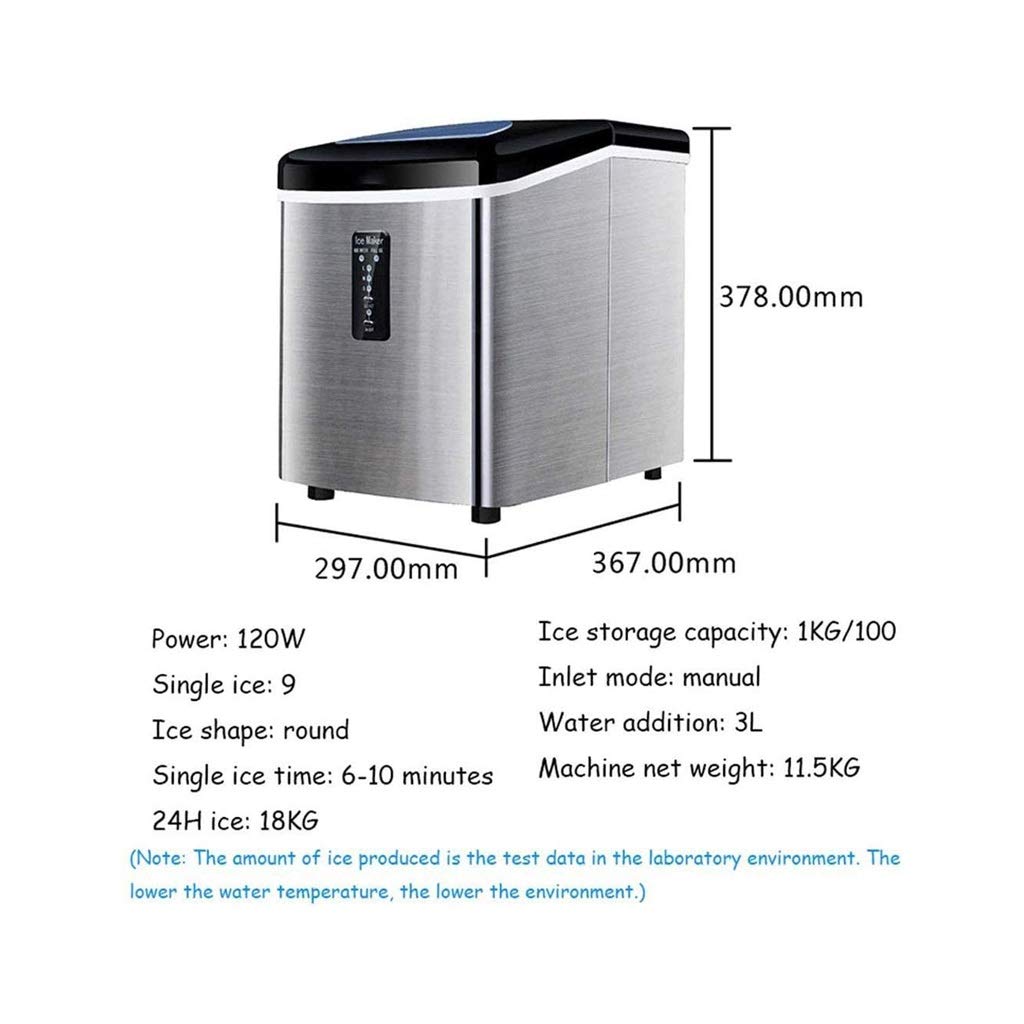 Ice Maker
378.00mm
297.00mm
367.00mm
Power: 120W
Single ice: 9
Ice shape: round
Single ice time: 6-10 minutes
24H ice: 18KG
Ice storage capacity: 1KG/100
Inlet mode: manual
Water addition: 3L
Machine net weight: 11.5KG
(Note: The amount of ice produced is the test data in the laboratory environment. The
lower the water temperature, the lower the environment.)